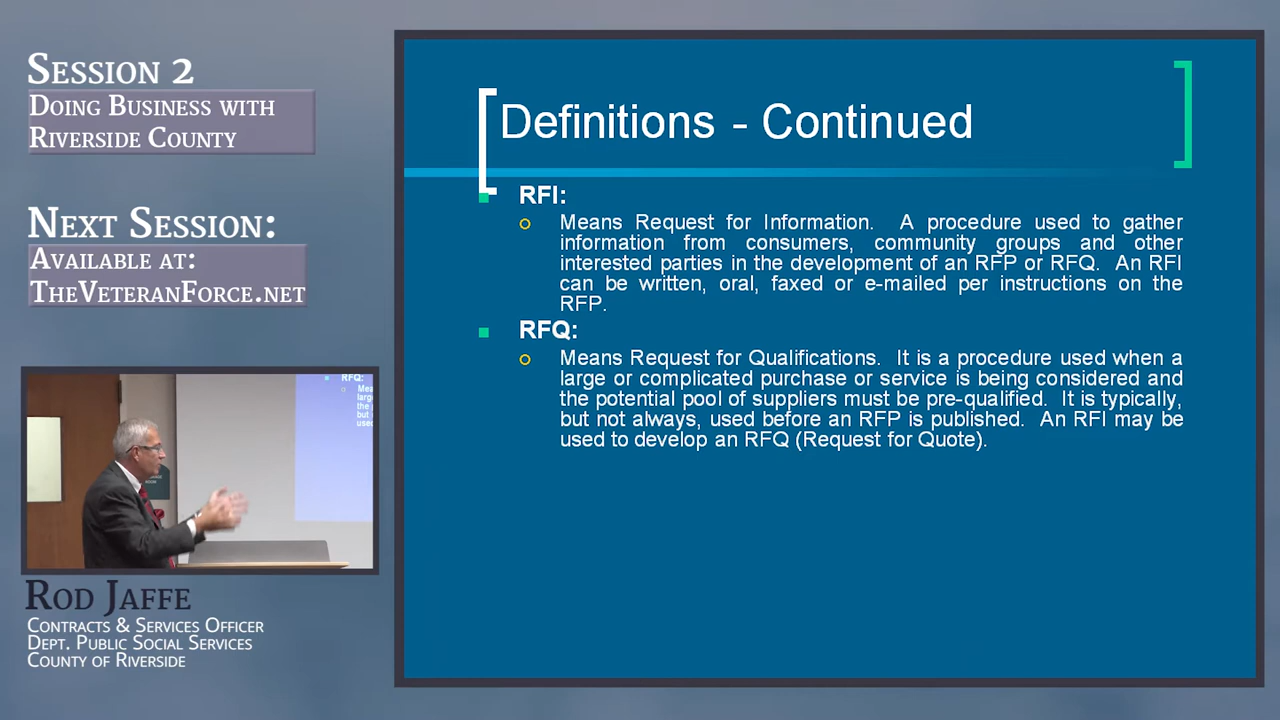 SESSION 2
DOING BUSINESS WITH
RIVERSIDE COUNTY
NEXT SESSION:
AVAILABLE AT:
THEVETERANFORCE.NET
RFQ:
Mea
larg
the p
but
used
ROD JAFFE
CONTRACTS & SERVICES OFFICER
DEPT. PUBLIC SOCIAL SERVICES
COUNTY OF RIVERSIDE
Definitions - Continued
RFI:
Means Request for Information. A procedure used to gather
information from consumers, community groups and other
interested parties in the development of an RFP or RFQ. An RFI
can be written, oral, faxed or e-mailed per instructions on the
RFP.
RFQ:
Means Request for Qualifications. It is a procedure used when a
large or complicated purchase or service is being considered and
the potential pool of suppliers must be pre-qualified. It is typically,
but not always, used before an RFP is published. An RFI may be
used to develop an RFQ (Request for Quote).